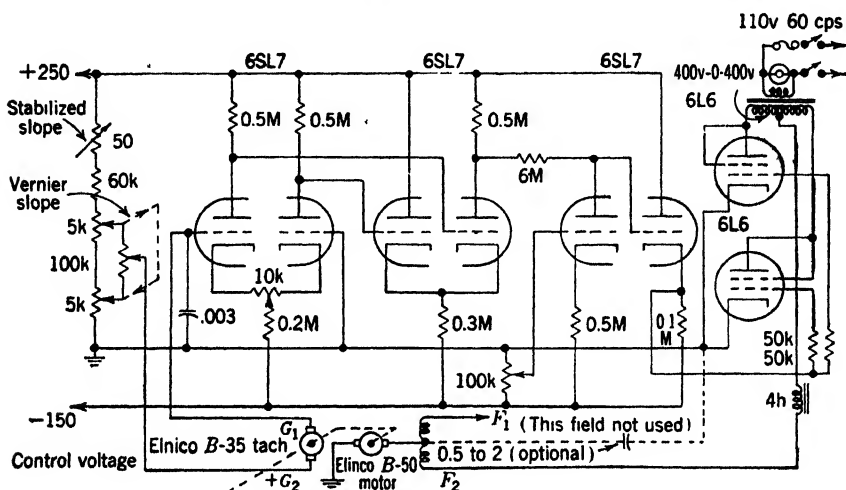 110v 60 cps
+250
6SL7
6SL7
6SL7
400v-0-400v
6L6
Stabilized
slope
50
0.5M
0.5M
0.5M
6M
Vernier
slope
60k
5k
100k
5k
6L6
10k
.003
0.2M
0.3M
0.5M
0.1
M
50k
50k
100k
-150
4h
G₁
F₁ (This field not used)
Elnico B-35 tach
0.5 to 2 (optional)
Control voltage
Elinco B-50
motor
+G₂
F₂